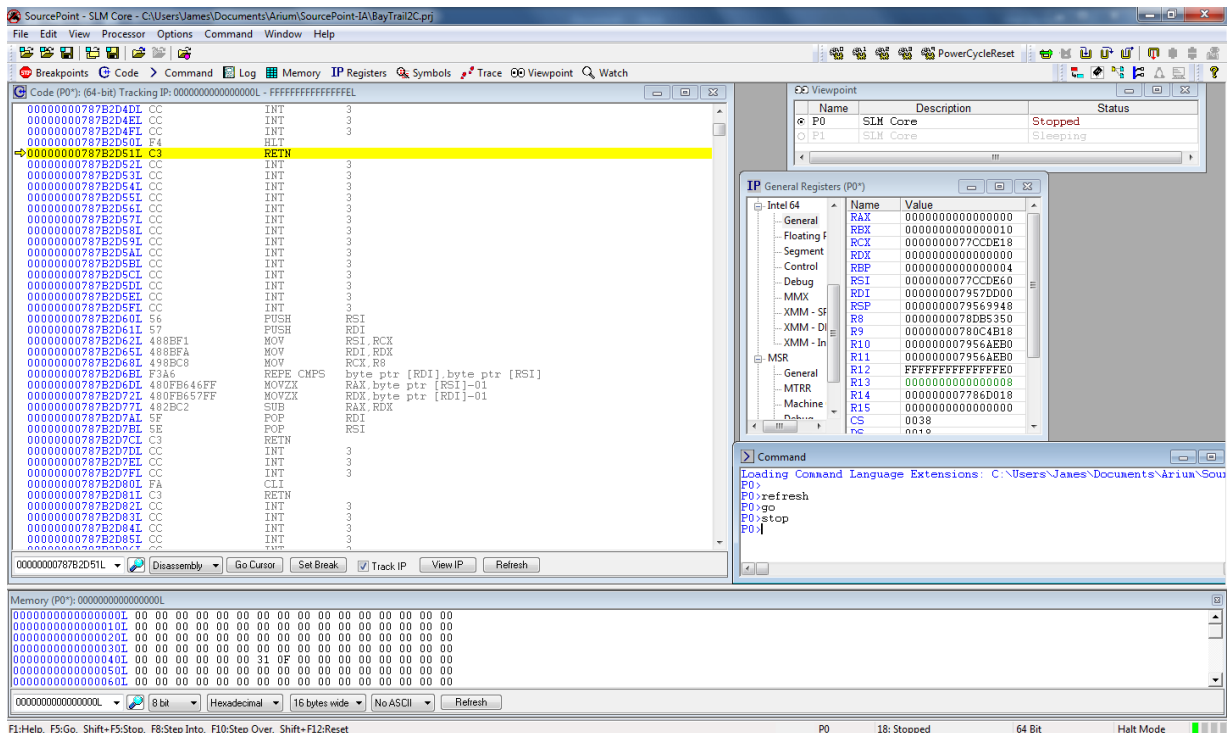 SourcePoint - SLM Core - C:\Users\James\Documents\Arium\SourcePoint-IA\BayTrail2C.prj
File Edit View Processor Options Command Window Help
PowerCycleReset
Breakpoints Code Command Log Memory IP Registers Symbols Trace Viewpoint Watch
Code (P0*): (64-bit) Tracking IP: 0000000000000000L - FFFFFFFFFFFFFFFEL
00000000787B2D4DL CC INT 3
00000000787B2D4EL CC INT 3
00000000787B2D4FL CC INT 3
00000000787B2D50L F4 HLT
00000000787B2D51L C3 RETN
00000000787B2D52L CC INT 3
00000000787B2D53L CC INT 3
00000000787B2D54L CC INT 3
00000000787B2D55L CC INT 3
00000000787B2D56L CC INT 3
00000000787B2D57L CC INT 3
00000000787B2D58L CC INT 3
00000000787B2D59L CC INT 3
00000000787B2D5AL CC INT 3
00000000787B2D5BL CC INT 3
00000000787B2D5CL CC INT 3
00000000787B2D5DL CC INT 3
00000000787B2D5EL CC INT 3
00000000787B2D5FL CC INT 3
00000000787B2D60L 56 PUSH RSI
00000000787B2D61L 57 PUSH RDI
00000000787B2D62L 488BF1 MOV RSI,RCX
00000000787B2D65L 488BFA MOV RDI,RDX
00000000787B2D68L 498BC8 MOV RCX,R8
00000000787B2D6BL F3A6 REPE CMPS byte ptr [RDI],byte ptr [RSI]
00000000787B2D6DL 480FB646FF MOVZX RAX,byte ptr [RSI]-01
00000000787B2D72L 480FB657FF MOVZX RDX,byte ptr [RDI]-01
00000000787B2D77L 482BC2 SUB RAX,RDX
00000000787B2D7AL 5F POP RDI
00000000787B2D7BL 5E POP RSI
00000000787B2D7CL C3 RETN
00000000787B2D7DL CC INT 3
00000000787B2D7EL CC INT 3
00000000787B2D7FL CC INT 3
00000000787B2D80L FA CLI
00000000787B2D81L C3 RETN
00000000787B2D82L CC INT 3
00000000787B2D83L CC INT 3
00000000787B2D84L CC INT 3
00000000787B2D85L CC INT 3
00000000787B2D51L Disassembly Go Cursor Set Break Track IP View IP Refresh
Viewpoint
Name Description Status
P0 SLM Core Stopped
P1 SLM Core Sleeping
IP General Registers (P0*)
Intel 64
General
Floating
Segment
Control
Debug
MMX
XMM - SF
XMM - DI
XMM - In
MSR
General
MTRR
Machine
Debug
Name Value
RAX 0000000000000000
RBX 0000000000000010
RCX 0000000077CCDE18
RDX 0000000000000000
RBP 0000000000000004
RSI 0000000077CCDE60
RDI 000000007957DD00
RSP 0000000079569948
R8 0000000078DB5350
R9 00000000780C4B18
R10 000000007956AEB0
R11 000000007956AEB0
R12 FFFFFFFFFFFFFFE0
R13 0000000000000008
R14 000000007786D018
R15 0000000000000000
CS 0038
DS 0018
Command
Loading Command Language Extensions: C:\Users\James\Documents\Arium\Sour
P0>
P0>refresh
P0>go
P0>stop
P0>
Memory (P0*): 0000000000000000L
0000000000000000L 00 00 00 00 00 00 00 00 00 00 00 00 00 00 00 00
0000000000000010L 00 00 00 00 00 00 00 00 00 00 00 00 00 00 00 00
0000000000000020L 00 00 00 00 00 00 00 00 00 00 00 00 00 00 00 00
0000000000000030L 00 00 00 00 00 00 00 00 00 00 00 00 00 00 00 00
0000000000000040L 00 00 00 00 00 00 31 0F 00 00 00 00 00 00 00 00
0000000000000050L 00 00 00 00 00 00 00 00 00 00 00 00 00 00 00 00
0000000000000060L 00 00 00 00 00 00 00 00 00 00 00 00 00 00 00 00
0000000000000000L 8 bit Hexadecimal 16 bytes wide No ASCII Refresh
F1:Help, F5:Go, Shift+F5:Stop, F8:Step Into, F10:Step Over, Shift+F12:Reset P0 18: Stopped 64 Bit Halt Mode